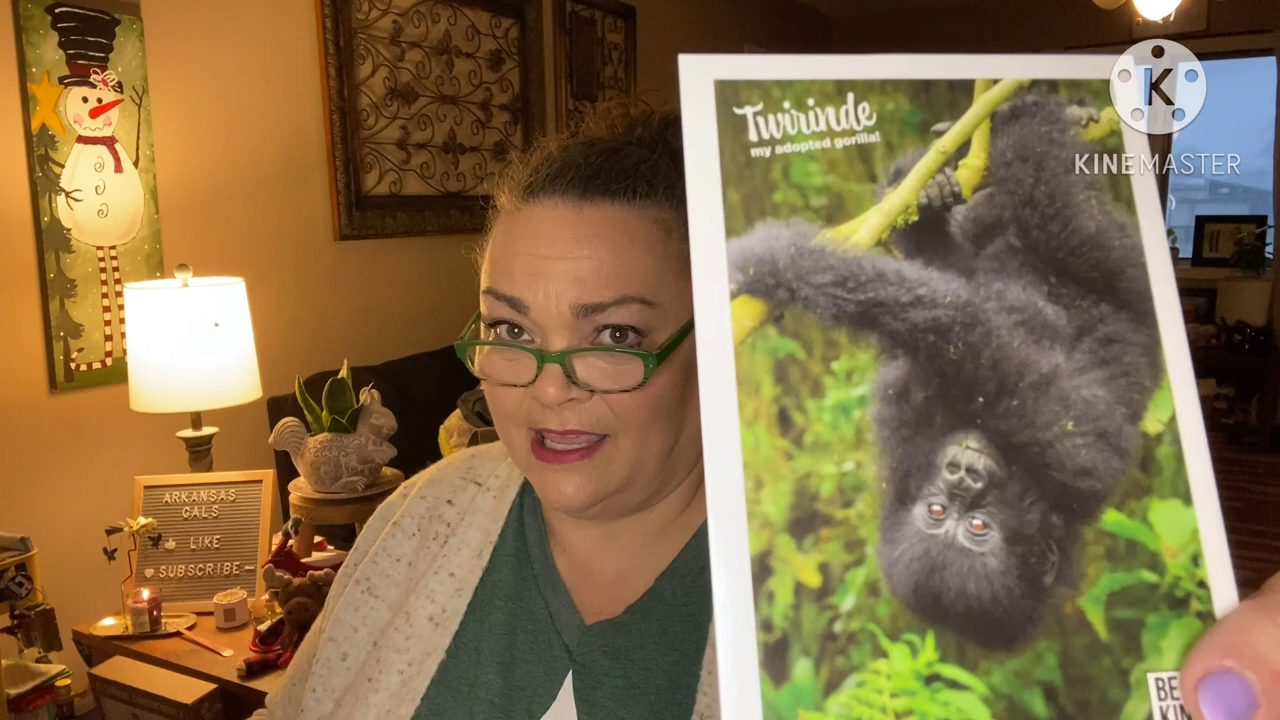 Twirinde
my adopted gorilla!
K
KINEMASTER
ARKANSAS
GALS
LIKE
SUBSCRIBE
BE
KIN